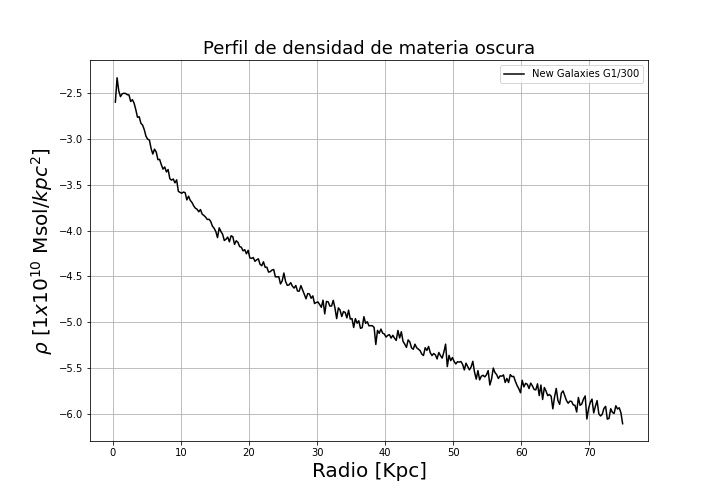 Perfil de densidad de materia oscura
New Galaxies G1/300
−2.5
−3.0
−3.5
−4.0
−4.5
−5.0
−5.5
−6.0
ρ [1x10¹⁰ Msol/kpc²]
0 10 20 30 40 50 60 70
Radio [Kpc]